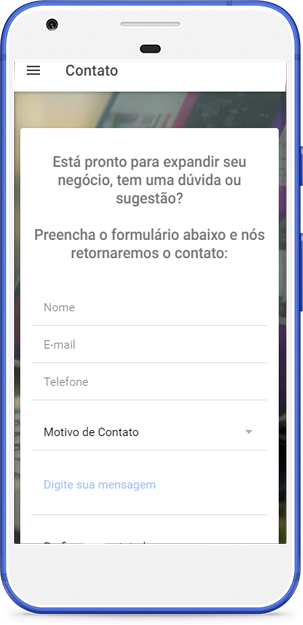 Contato
Está pronto para expandir seu
negócio, tem uma dúvida ou
sugestão?
Preencha o formulário abaixo e nós
retornaremos o contato:
Nome
E-mail
Telefone
Motivo de Contato
Digite sua mensagem